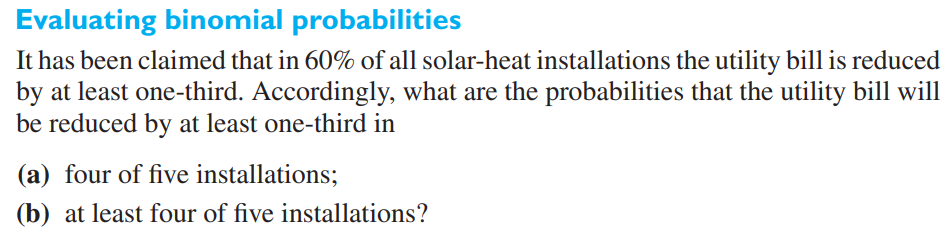 Evaluating binomial probabilities
It has been claimed that in 60% of all solar-heat installations the utility bill is reduced
by at least one-third. Accordingly, what are the probabilities that the utility bill will
be reduced by at least one-third in
(a) four of five installations;
(b) at least four of five installations?